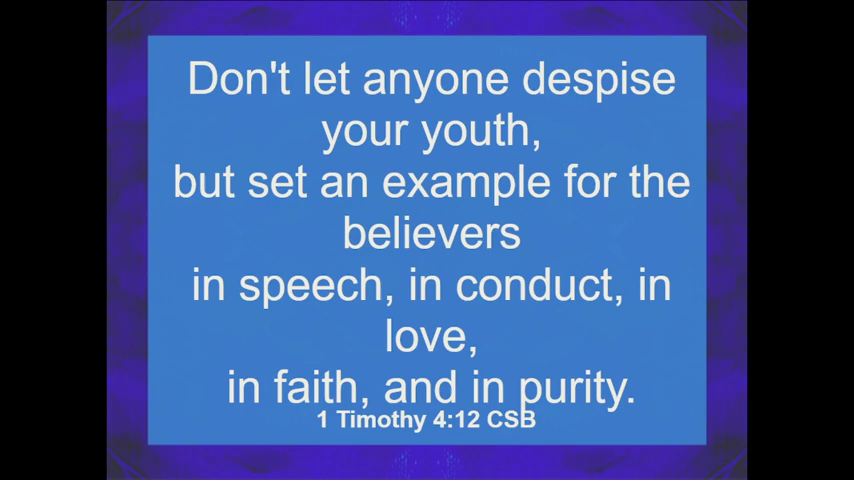 Don't let anyone despise
your youth,
but set an example for the
believers
in speech, in conduct, in
love,
in faith, and in purity.
1 Timothy 4:12 CSB